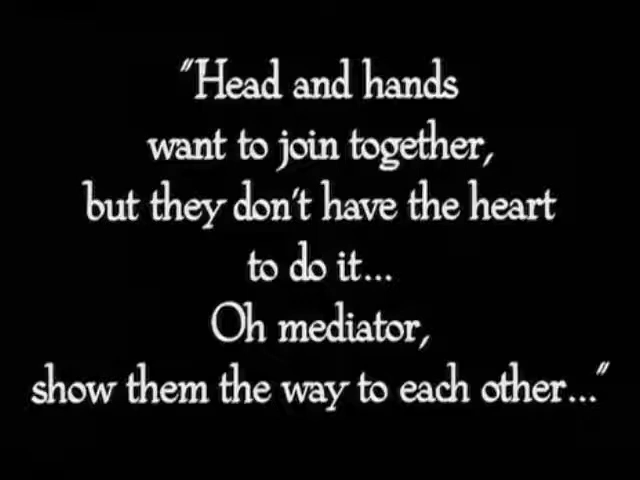 "Head and hands
want to join together,
but they don't have the heart
to do it...
Oh mediator,
show them the way to each other..."